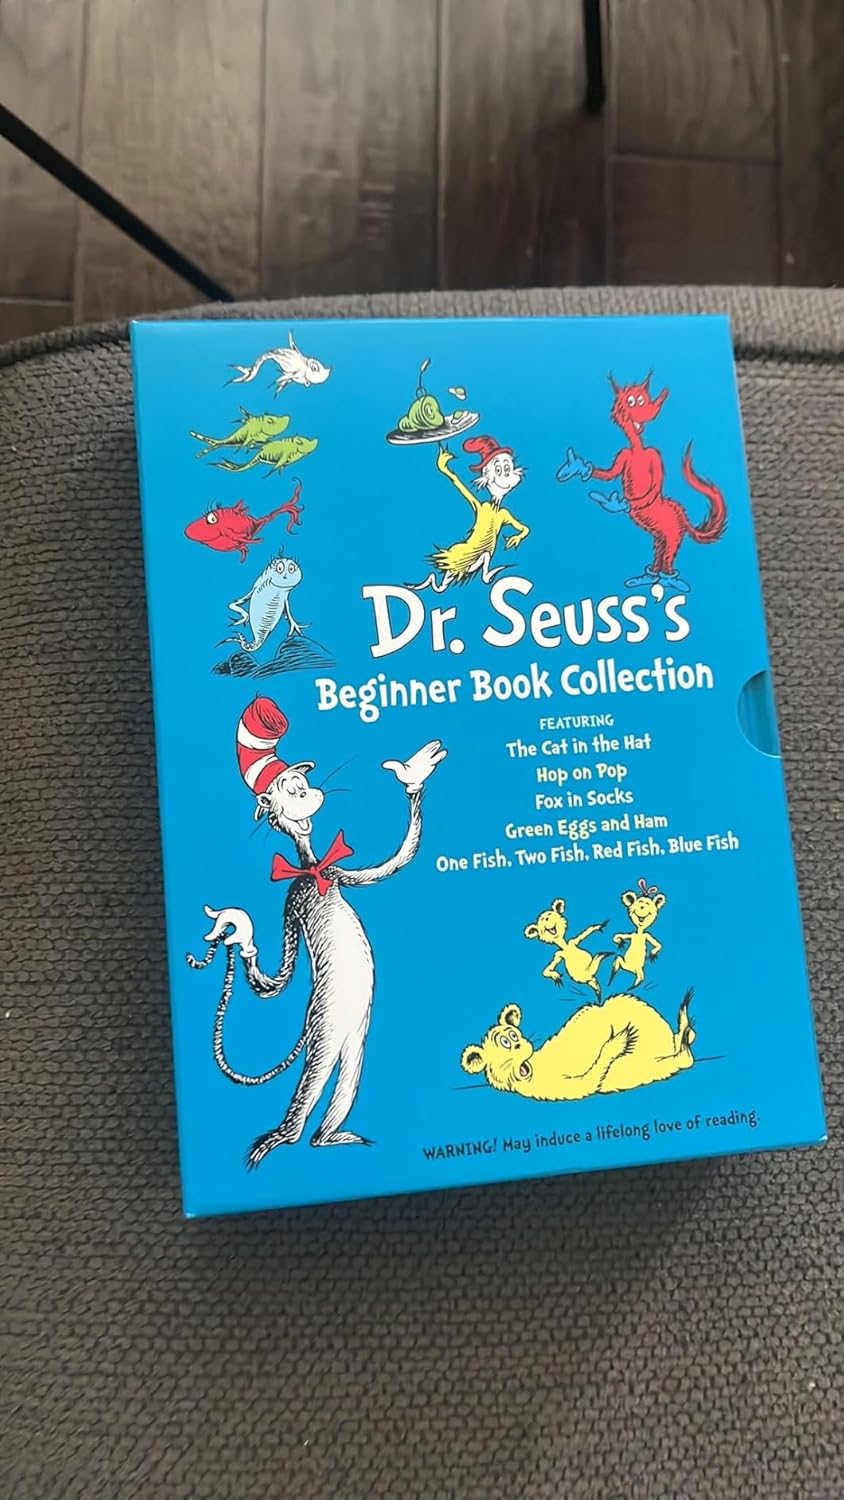 Dr. Seuss's
Beginner Book Collection
FEATURING
The Cat in the Hat
Hop on Pop
Fox in Socks
Green Eggs and Ham
One Fish, Two Fish, Red Fish, Blue Fish
WARNING! May induce a lifelong love of reading.